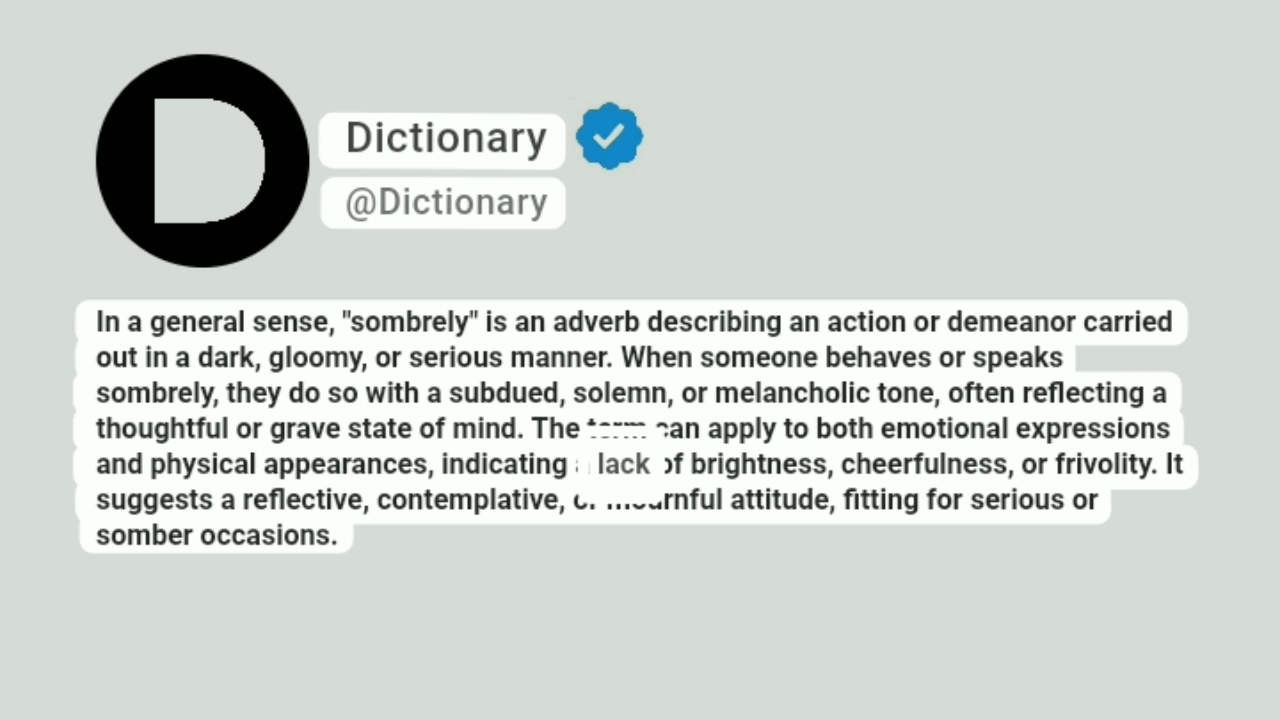 Dictionary
@Dictionary
In a general sense, "sombrely" is an adverb describing an action or demeanor carried
out in a dark, gloomy, or serious manner. When someone behaves or speaks
sombrely, they do so with a subdued, solemn, or melancholic tone, often reflecting a
thoughtful or grave state of mind. The term can apply to both emotional expressions
and physical appearances, indicating lack of brightness, cheerfulness, or frivolity. It
suggests a reflective, contemplative, or mournful attitude, fitting for serious or
somber occasions.